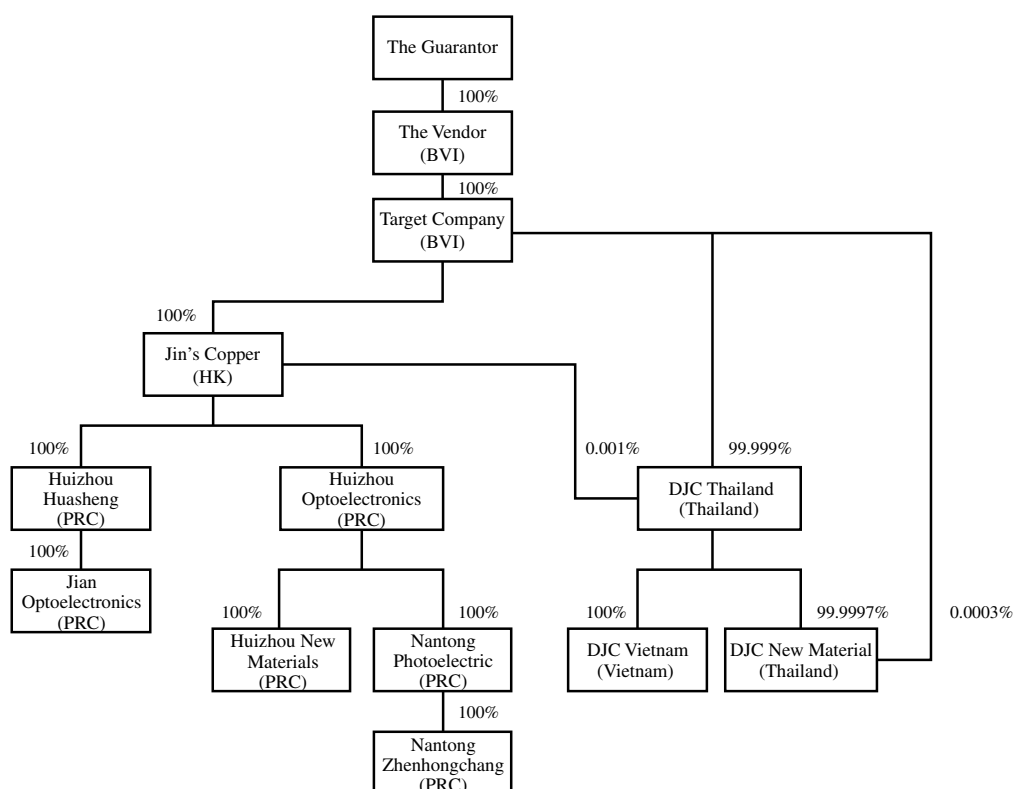 The Guarantor
100%
The Vendor
(BVI)
100%
Target Company
(BVI)
100%
Jin's Copper
(HK)
100%
100%
0.001%
99.999%
Huizhou
Huasheng
(PRC)
Huizhou
Optoelectronics
(PRC)
DJC Thailand
(Thailand)
100%
Jian
Optoelectronics
(PRC)
100%
100%
100%
99.9997%
0.0003%
Huizhou New
Materials
(PRC)
Nantong
Photoelectric
(PRC)
DJC Vietnam
(Vietnam)
DJC New Material
(Thailand)
100%
Nantong
Zhenhongchang
(PRC)